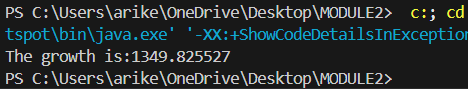 PS C:\Users\arike\OneDrive\Desktop\MODULE2>  c:; cd
tspot\bin\java.exe' '-XX:+ShowCodeDetailsInException
The growth is:1349.825527
PS C:\Users\arike\OneDrive\Desktop\MODULE2>